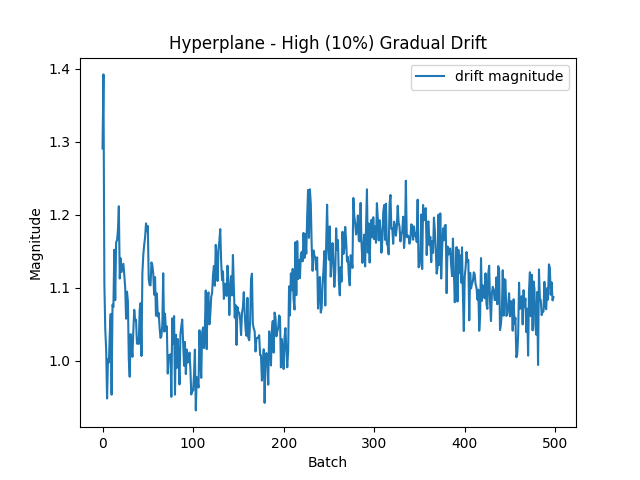 Hyperplane - High (10%) Gradual Drift
drift magnitude
1.4
1.3
1.2
1.1
1.0
Magnitude
0
100
200
300
400
500
Batch